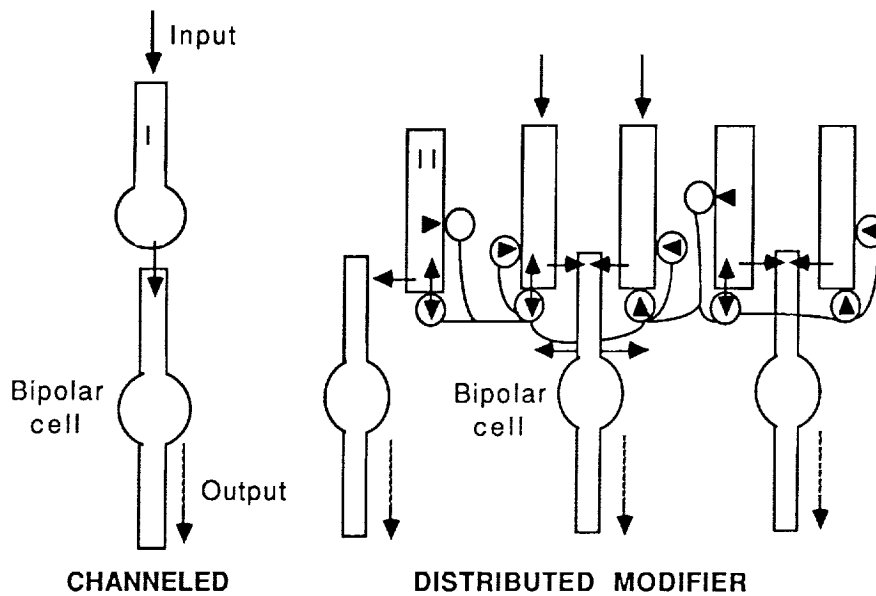 Input
I
II
Bipolar
cell
Bipolar
cell
Output
CHANNELED
DISTRIBUTED MODIFIER